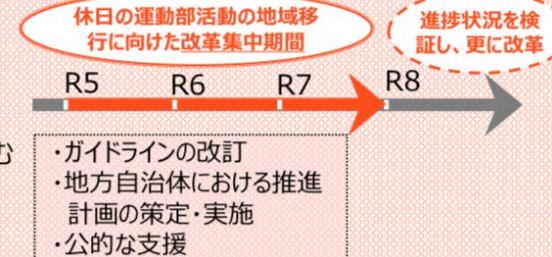 休日の運動部活動の地域移
行に向けた改革集中期間
進捗状況を検
証し、更に改革
R5 R6 R7 R8
む
・ガイドラインの改訂
・地方自治体における推進
計画の策定・実施
・公的な支援